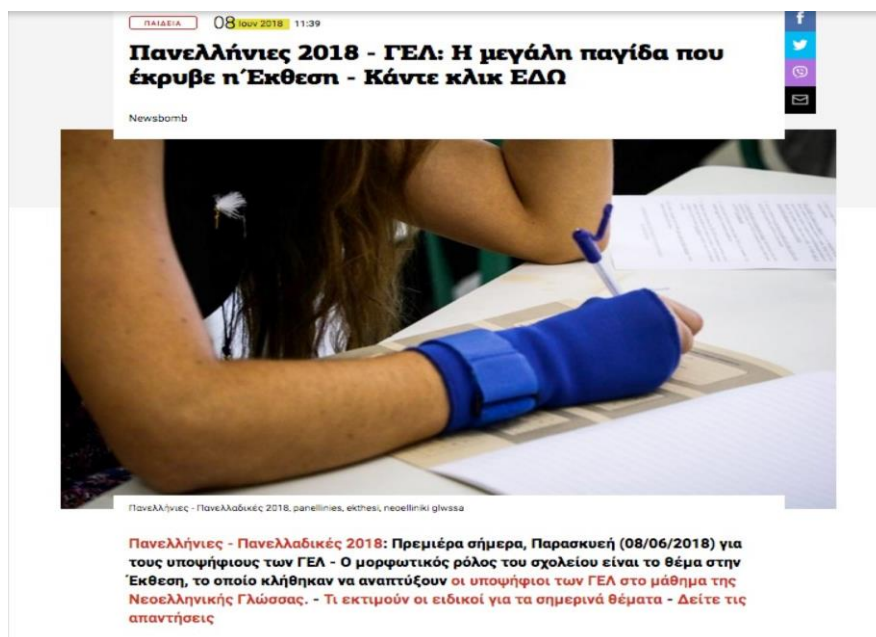 ΠΑΙΔΕΙΑ 08 Ιουν 2018 11:39
Πανελλήνιες 2018 - ΓΕΛ: Η μεγάλη παγίδα που
έκρυβε η Έκθεση - Κάντε κλικ ΕΔΩ
Newsbomb
Πανελλήνιες - Πανελλαδικές 2018, panellinies, ekthesi, neoelliniki glwssa
Πανελλήνιες - Πανελλαδικές 2018: Πρεμιέρα σήμερα, Παρασκευή (08/06/2018) για
τους υποψήφιους των ΓΕΛ - Ο μορφωτικός ρόλος του σχολείου είναι το θέμα στην
Έκθεση, το οποίο κλήθηκαν να αναπτύξουν οι υποψήφιοι των ΓΕΛ στο μάθημα της
Νεοελληνικής Γλώσσας. - Τι εκτιμούν οι ειδικοί για τα σημερινά θέματα - Δείτε τις
απαντήσεις